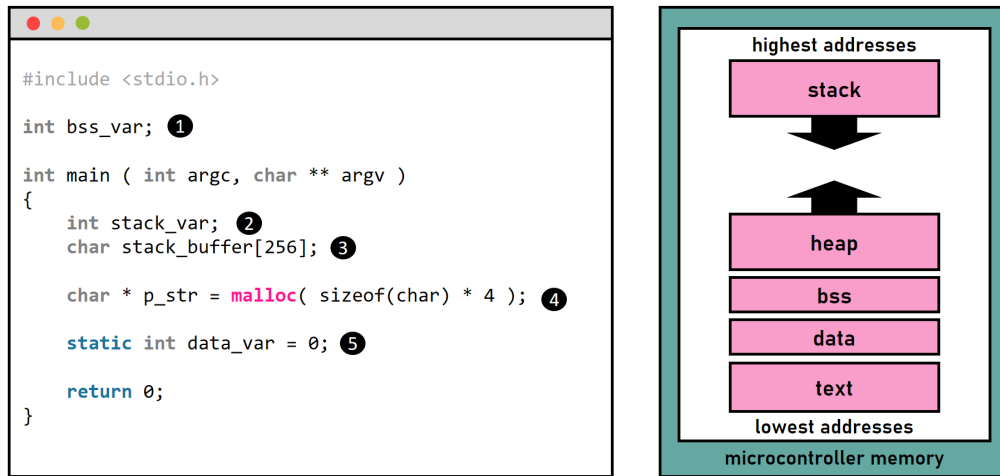 #include <stdio.h>
int bss_var; 1
int main ( int argc, char ** argv )
{
int stack_var; 2
char stack_buffer[256]; 3
char * p_str = malloc( sizeof(char) * 4 ); 4
static int data_var = 0; 5
return 0;
}
highest addresses
stack
heap
bss
data
text
lowest addresses
microcontroller memory